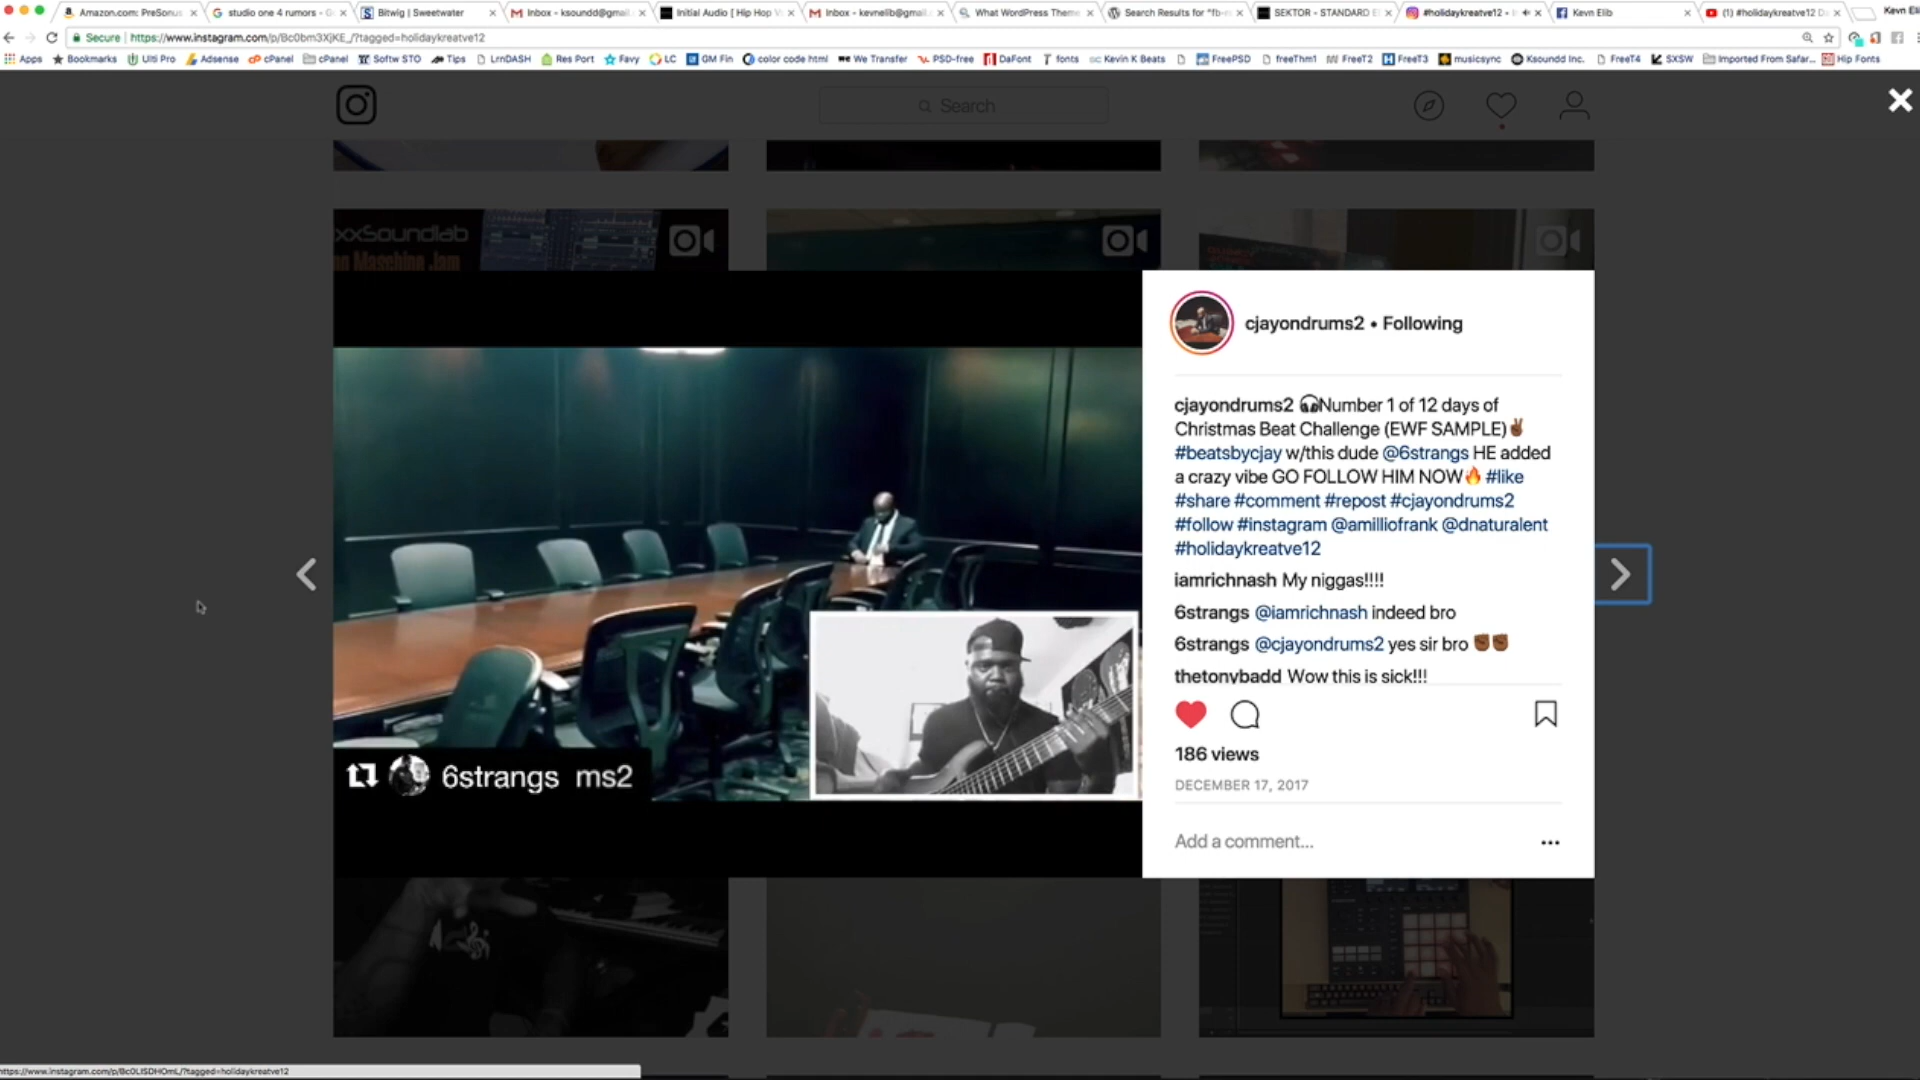 Amazon.com: PreSonus
studio one 4 rumors - G
Bitwig | Sweetwater
Inbox - ksoundd@gmail.
Initial Audio [ Hip Hop V
Inbox - kevnelib@gmail.c
What WordPress Theme
Search Results for "fb-n
SEKTOR - STANDARD E
#holidaykreatve12 - I
Kevn Elib
(1) #holidaykreatve12 D
Kevn Eli
Secure | https://www.instagram.com/p/Bc0bm3XjKE_/?tagged=holidaykreatve12
Apps
Bookmarks
Ulti Pro
Adsense
cPanel
cPanel
Softw STO
Tips
LrnDASH
Res Port
Favy
LC
GM Fin
color code html
We Transfer
PSD-free
DaFont
fonts
Kevin K Beats
FreePSD
freeThm1
FreeT2
FreeT3
musicsync
Ksoundd Inc.
FreeT4
SXSW
Imported From Safar...
Hip Fonts
Search
xxSoundlab
on Maschine Jam
cjayondrums2 • Following
cjayondrums2 🎧Number 1 of 12 days of
Christmas Beat Challenge (EWF SAMPLE)✌🏾
#beatsbycjay w/this dude @6strangs HE added
a crazy vibe GO FOLLOW HIM NOW🔥 #like
#share #comment #repost #cjayondrums2
#follow #instagram @amilliofrank @dnaturalent
#holidaykreatve12
iamrichnash My niggas!!!!
6strangs @iamrichnash indeed bro
6strangs @cjayondrums2 yes sir bro ✊🏾✊🏾
thetonybadd Wow this is sick!!!
6strangs ms2
186 views
DECEMBER 17, 2017
Add a comment...
https://www.instagram.com/p/Bc0LISDHOmL/?tagged=holidaykreatve12